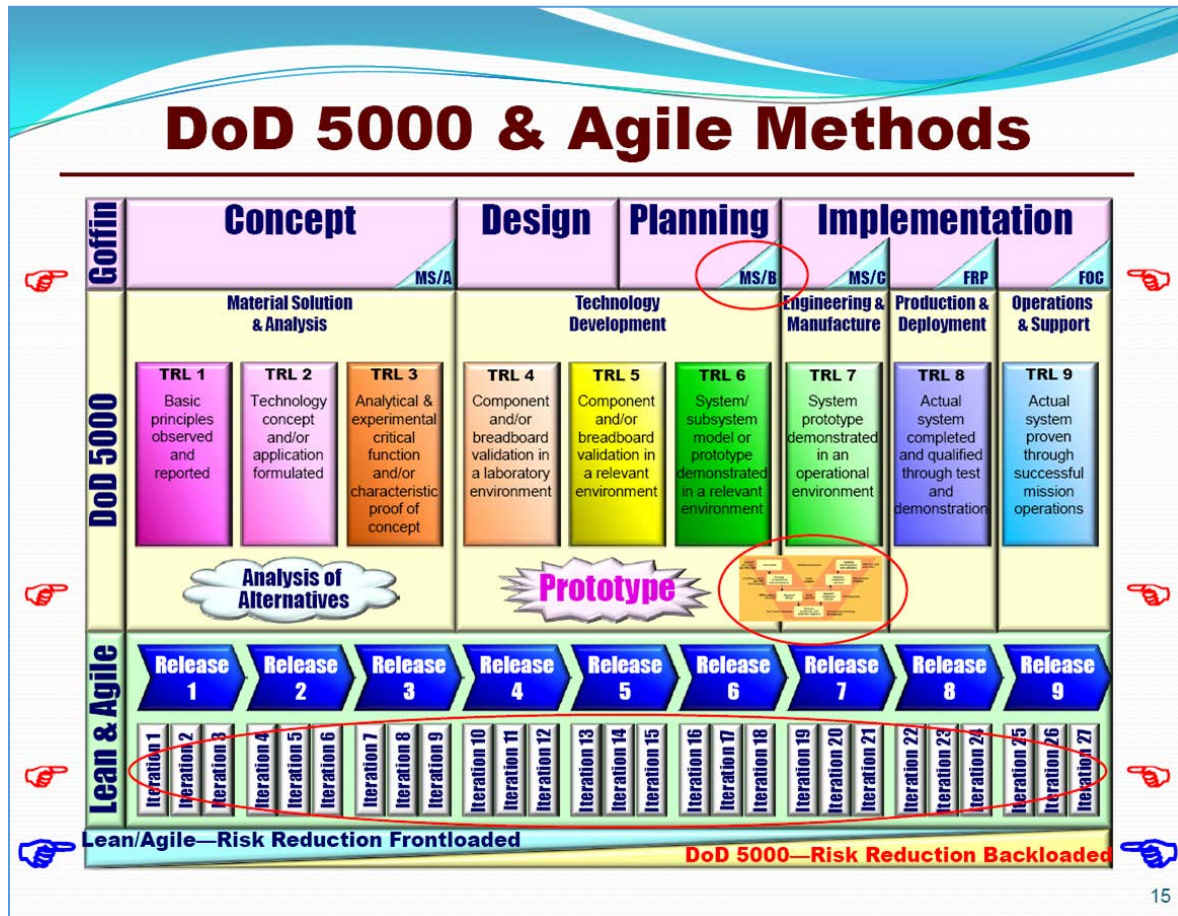 DoD 5000 & Agile Methods
Goffin
Concept
Design
Planning
Implementation
MS/A
MS/B
MS/C
FRP
FOC
DoD 5000
Material Solution
& Analysis
Technology
Development
Engineering &
Manufacture
Production &
Deployment
Operations
& Support
TRL 1
Basic
principles
observed
and
reported
TRL 2
Technology
concept
and/or
application
formulated
TRL 3
Analytical &
experimental
critical
function
and/or
characteristic
proof of
concept
TRL 4
Component
and/or
breadboard
validation in
a laboratory
environment
TRL 5
Component
and/or
breadboard
validation in
a relevant
environment
TRL 6
System/
subsystem
model or
prototype
demonstrated
in a relevant
environment
TRL 7
System
prototype
demonstrated
in an
operational
environment
TRL 8
Actual
system
completed
and qualified
through test
and
demonstration
TRL 9
Actual
system
proven
through
successful
mission
operations
Analysis of
Alternatives
Prototype
Lean & Agile
Release
1
Release
2
Release
3
Release
4
Release
5
Release
6
Release
7
Release
8
Release
9
Iteration 1
Iteration 2
Iteration 3
Iteration 4
Iteration 5
Iteration 6
Iteration 7
Iteration 8
Iteration 9
Iteration 10
Iteration 11
Iteration 12
Iteration 13
Iteration 14
Iteration 15
Iteration 16
Iteration 17
Iteration 18
Iteration 19
Iteration 20
Iteration 21
Iteration 22
Iteration 23
Iteration 24
Iteration 25
Iteration 26
Iteration 27
Lean/Agile—Risk Reduction Frontloaded
DoD 5000—Risk Reduction Backloaded
15